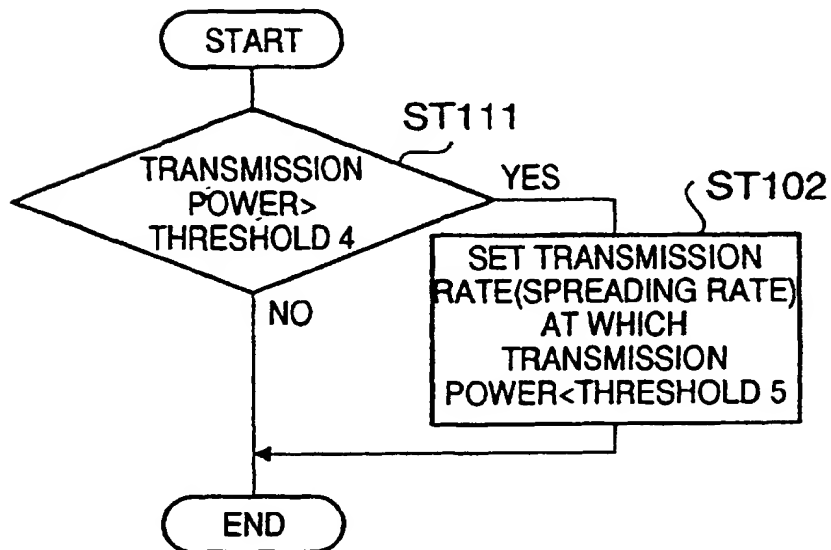 START
ST111
TRANSMISSION
POWER>
THRESHOLD 4
YES
ST102
SET TRANSMISSION
RATE(SPREADING RATE)
AT WHICH
TRANSMISSION
POWER<THRESHOLD 5
NO
END